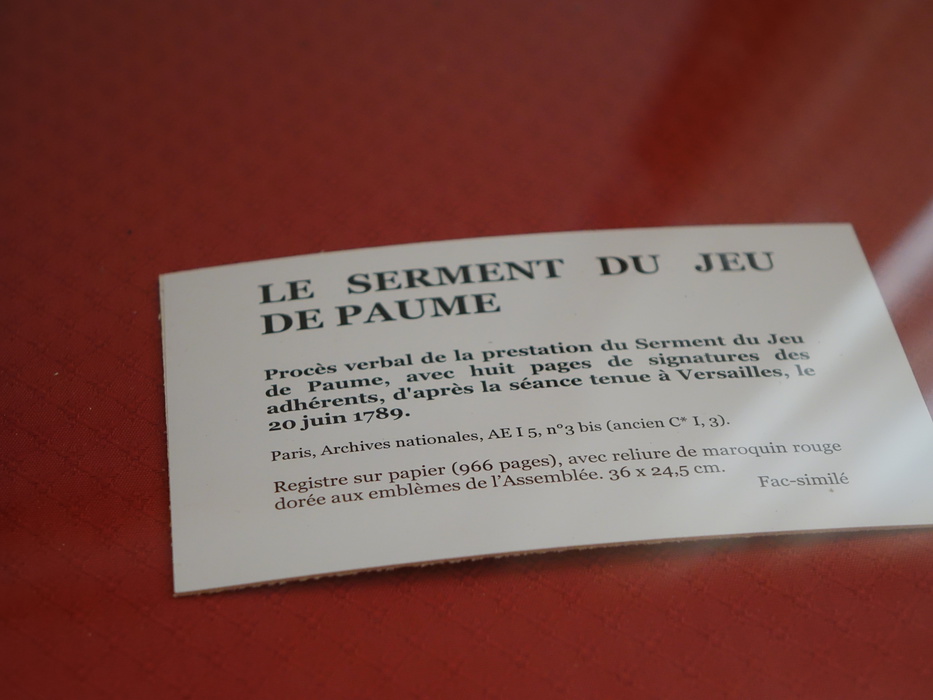 LE SERMENT DU JEU
DE PAUME
Procès verbal de la prestation du Serment du Jeu
de Paume, avec huit pages de signatures des
adhérents, d'après la séance tenue à Versailles, le
20 juin 1789.
Paris, Archives nationales, AE I 5, n°3 bis (ancien C* I, 3).
Registre sur papier (966 pages), avec reliure de maroquin rouge
dorée aux emblèmes de l'Assemblée. 36 x 24,5 cm.
Fac-similé